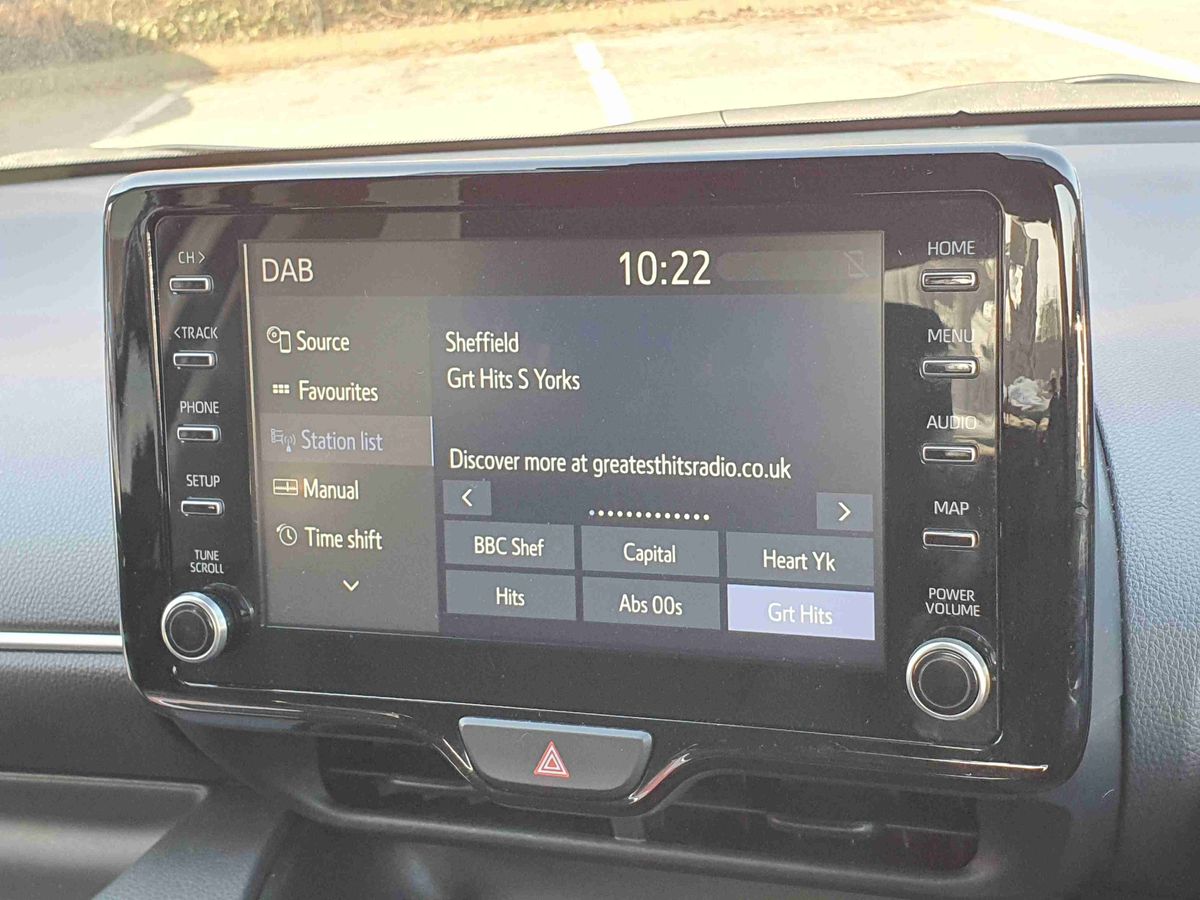 CH >
< TRACK
PHONE
SETUP
TUNE
SCROLL
DAB
10:22
Source
Favourites
Station list
Manual
Time shift
Sheffield
Grt Hits S Yorks
Discover more at greatesthitsradio.co.uk
< >
BBC Shef Capital Heart Yk
Hits Abs 00s Grt Hits
HOME
MENU
AUDIO
MAP
POWER
VOLUME